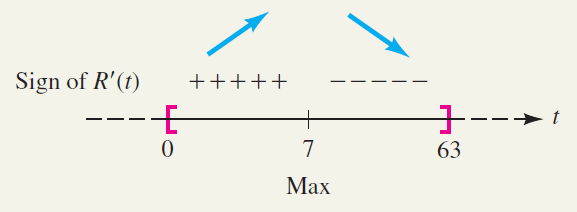 Sign of R′(t) +++++ −−−−−
[ ] t
0 7 63
Max